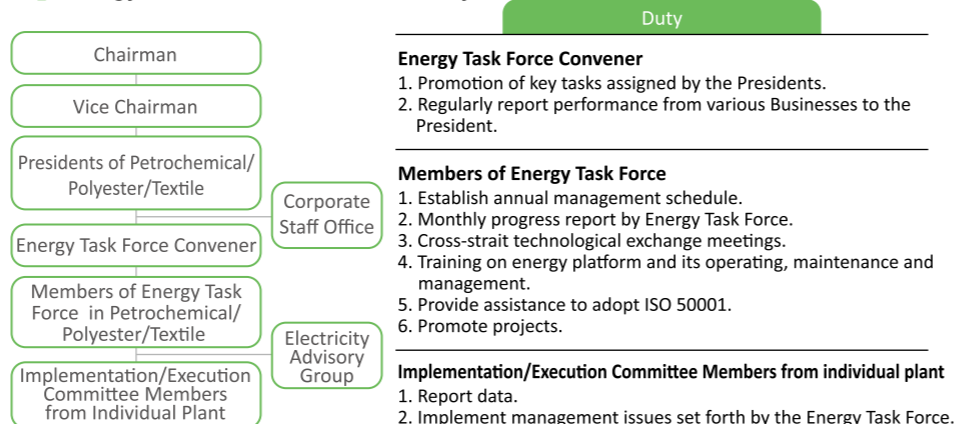 Chairman
Vice Chairman
Presidents of Petrochemical/
Polyester/Textile
Corporate
Staff Office
Energy Task Force Convener
Members of Energy Task
Force in Petrochemical/
Polyester/Textile
Electricity
Advisory
Group
Implementation/Execution
Committee Members
from Individual Plant
Duty
Energy Task Force Convener
1. Promotion of key tasks assigned by the Presidents.
2. Regularly report performance from various Businesses to the
President.
Members of Energy Task Force
1. Establish annual management schedule.
2. Monthly progress report by Energy Task Force.
3. Cross-strait technological exchange meetings.
4. Training on energy platform and its operating, maintenance and
management.
5. Provide assistance to adopt ISO 50001.
6. Promote projects.
Implementation/Execution Committee Members from individual plant
1. Report data.
2. Implement management issues set forth by the Energy Task Force.